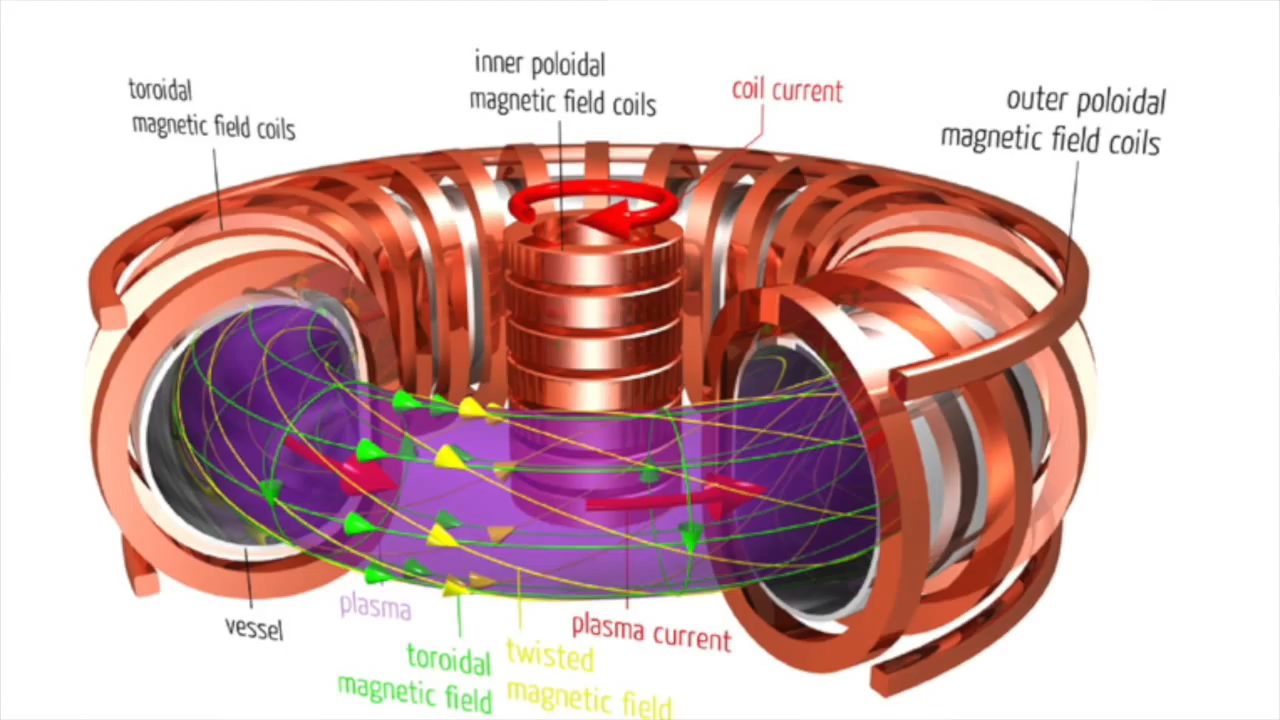 toroidal
magnetic field coils
inner poloidal
magnetic field coils
coil current
outer poloidal
magnetic field coils
vessel
plasma
toroidal
magnetic field
twisted
magnetic field
plasma current